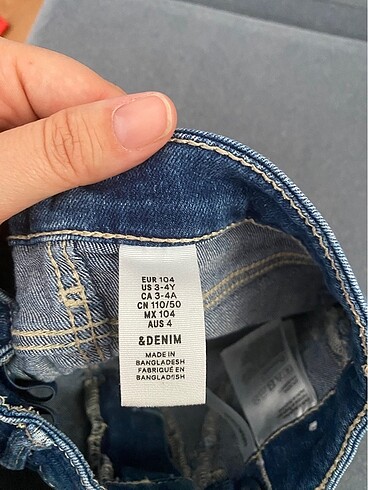 EUR 104
US 3-4Y
CA 3-4A
CN 110/50
MX 104
AUS 4
&DENIM
MADE IN
BANGLADESH
FABRIQUÉ EN
BANGLADESH